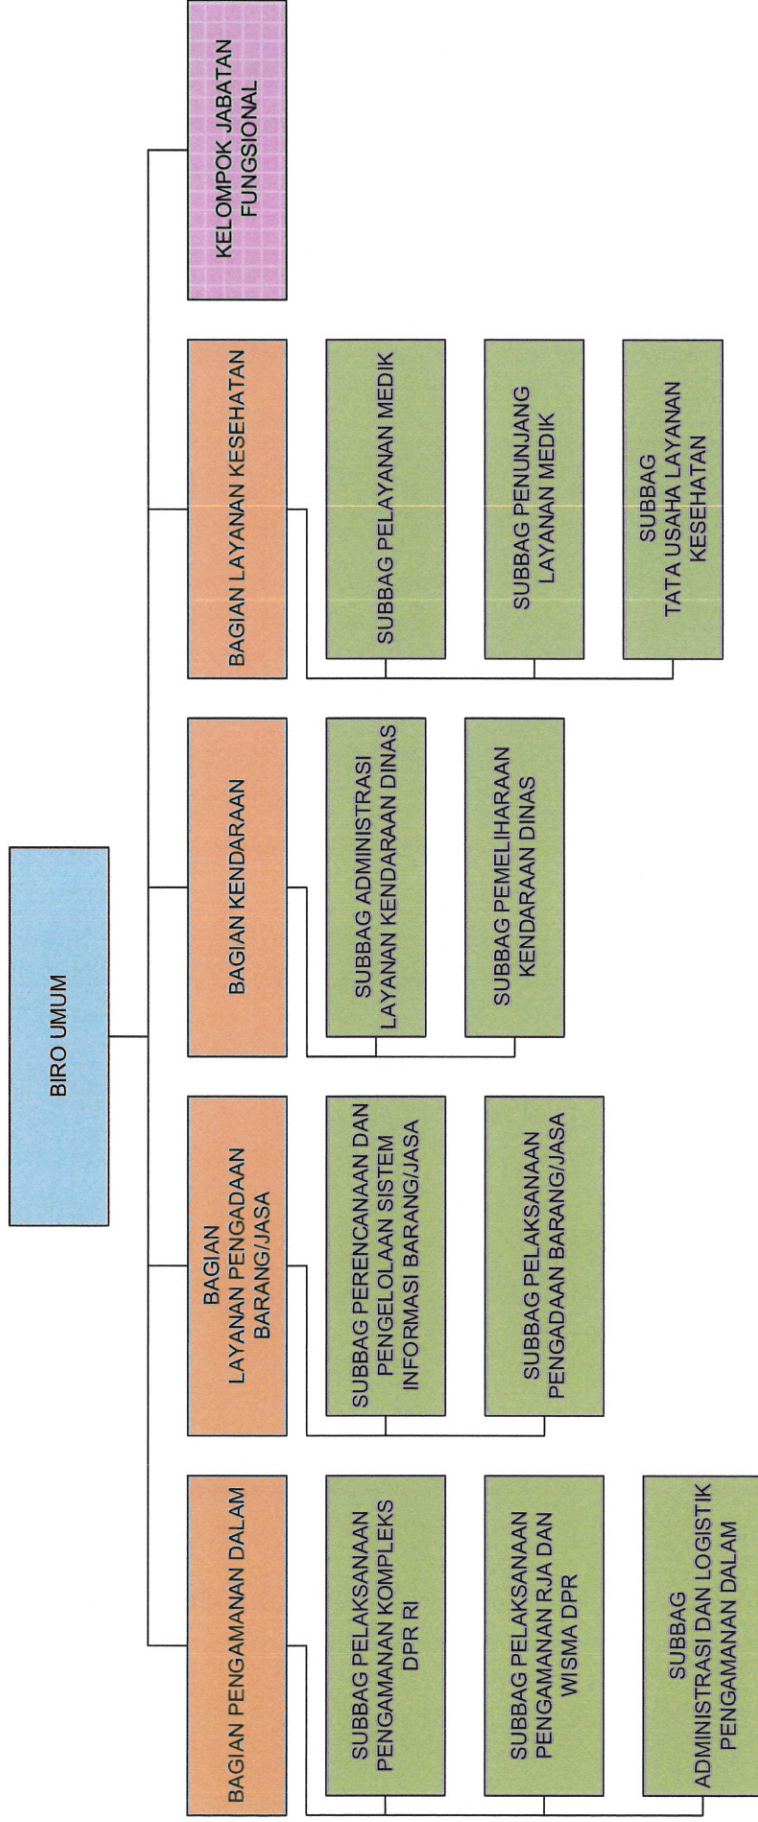 BIRO UMUM
BAGIAN PENGAMANAN DALAM
SUBBAG PELAKSANAAN
PENGAMANAN KOMPLEKS
DPR RI
SUBBAG PELAKSANAAN
PENGAMANAN RJA DAN
WISMA DPR
SUBBAG
ADMINISTRASI DAN LOGISTIK
PENGAMANAN DALAM
BAGIAN
LAYANAN PENGADAAN
BARANG/JASA
SUBBAG PERENCANAAN DAN
PENGELOLAAN SISTEM
INFORMASI BARANG/JASA
SUBBAG PELAKSANAAN
PENGADAAN BARANG/JASA
BAGIAN KENDARAAN
SUBBAG ADMINISTRASI
LAYANAN KENDARAAN DINAS
SUBBAG PEMELIHARAAN
KENDARAAN DINAS
BAGIAN LAYANAN KESEHATAN
SUBBAG PELAYANAN MEDIK
SUBBAG PENUNJANG
LAYANAN MEDIK
SUBBAG
TATA USAHA LAYANAN
KESEHATAN
KELOMPOK JABATAN
FUNGSIONAL